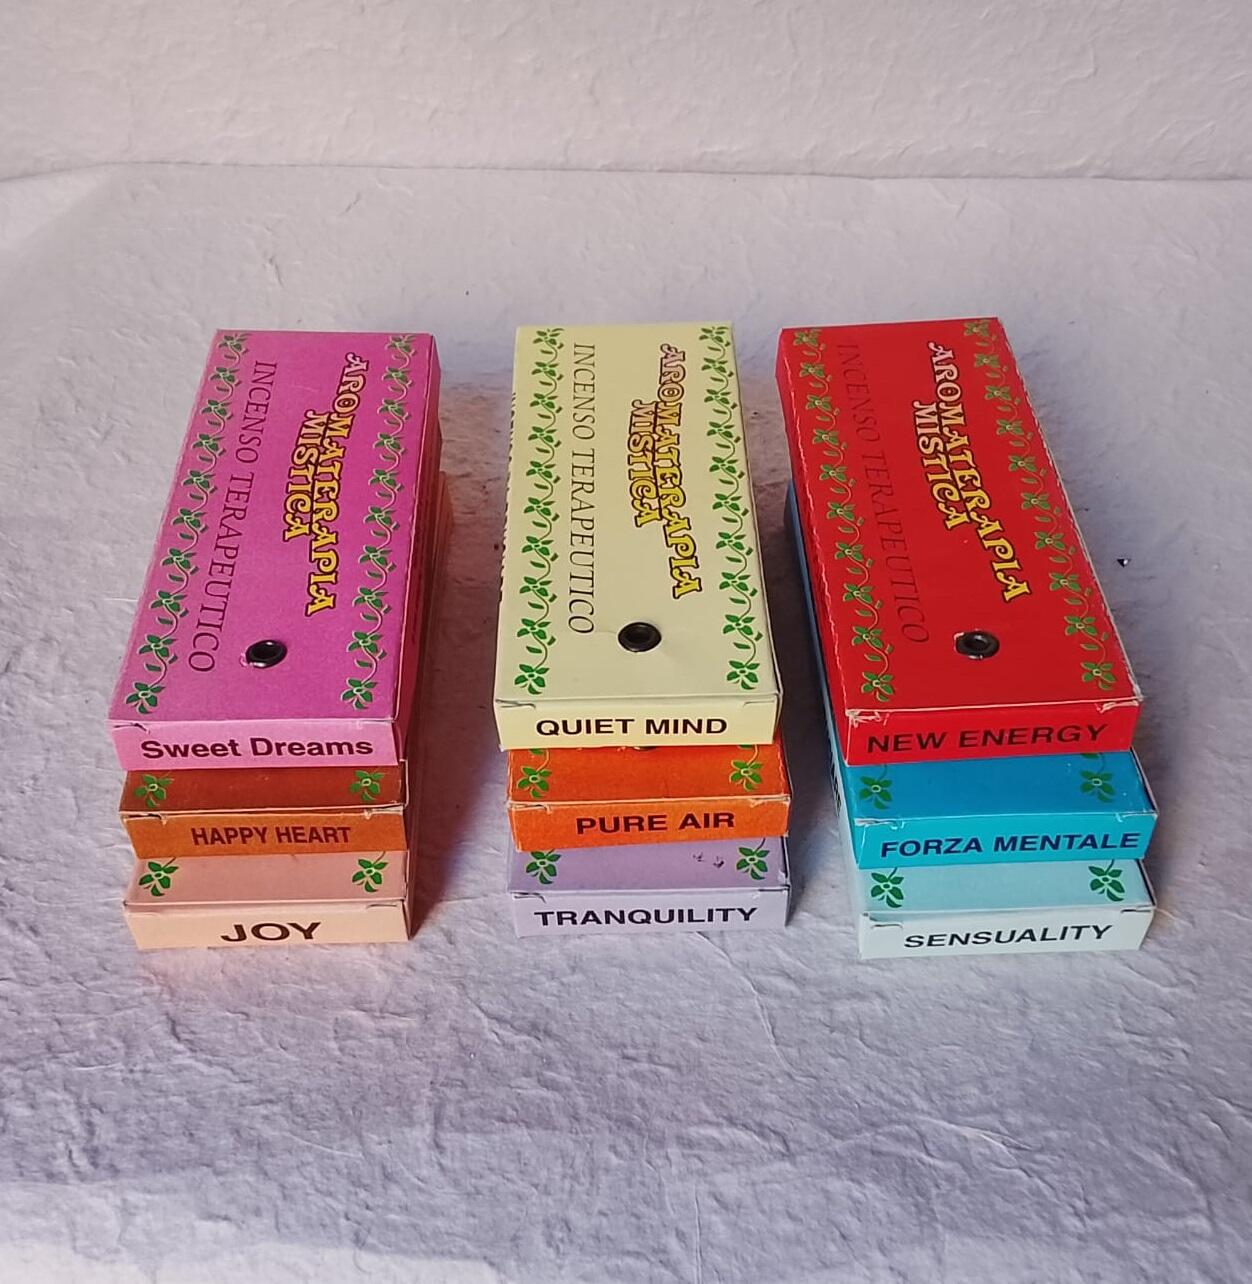 AROMATERAPIA
MISTICA
INCENSO TERAPEUTICO
Sweet Dreams
HAPPY HEART
JOY
AROMATERAPIA
MISTICA
INCENSO TERAPEUTICO
QUIET MIND
PURE AIR
TRANQUILITY
AROMATERAPIA
MISTICA
INCENSO TERAPEUTICO
NEW ENERGY
FORZA MENTALE
SENSUALITY